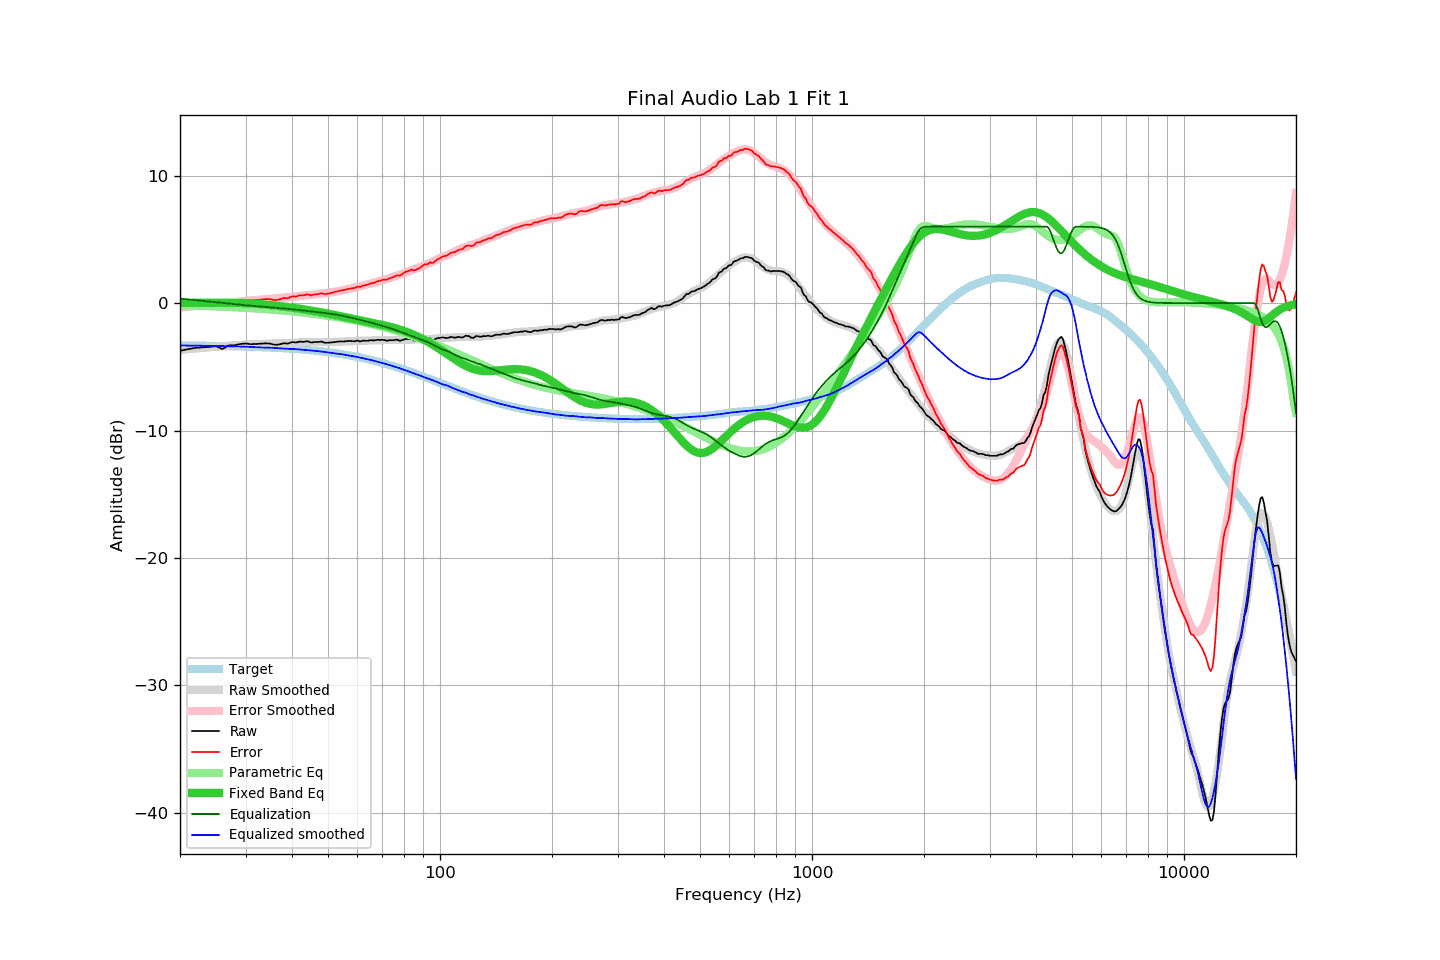 Final Audio Lab 1 Fit 1
Amplitude (dBr)
10
0
−10
−20
−30
−40
Target
Raw Smoothed
Error Smoothed
Raw
Error
Parametric Eq
Fixed Band Eq
Equalization
Equalized smoothed
100
1000
10000
Frequency (Hz)